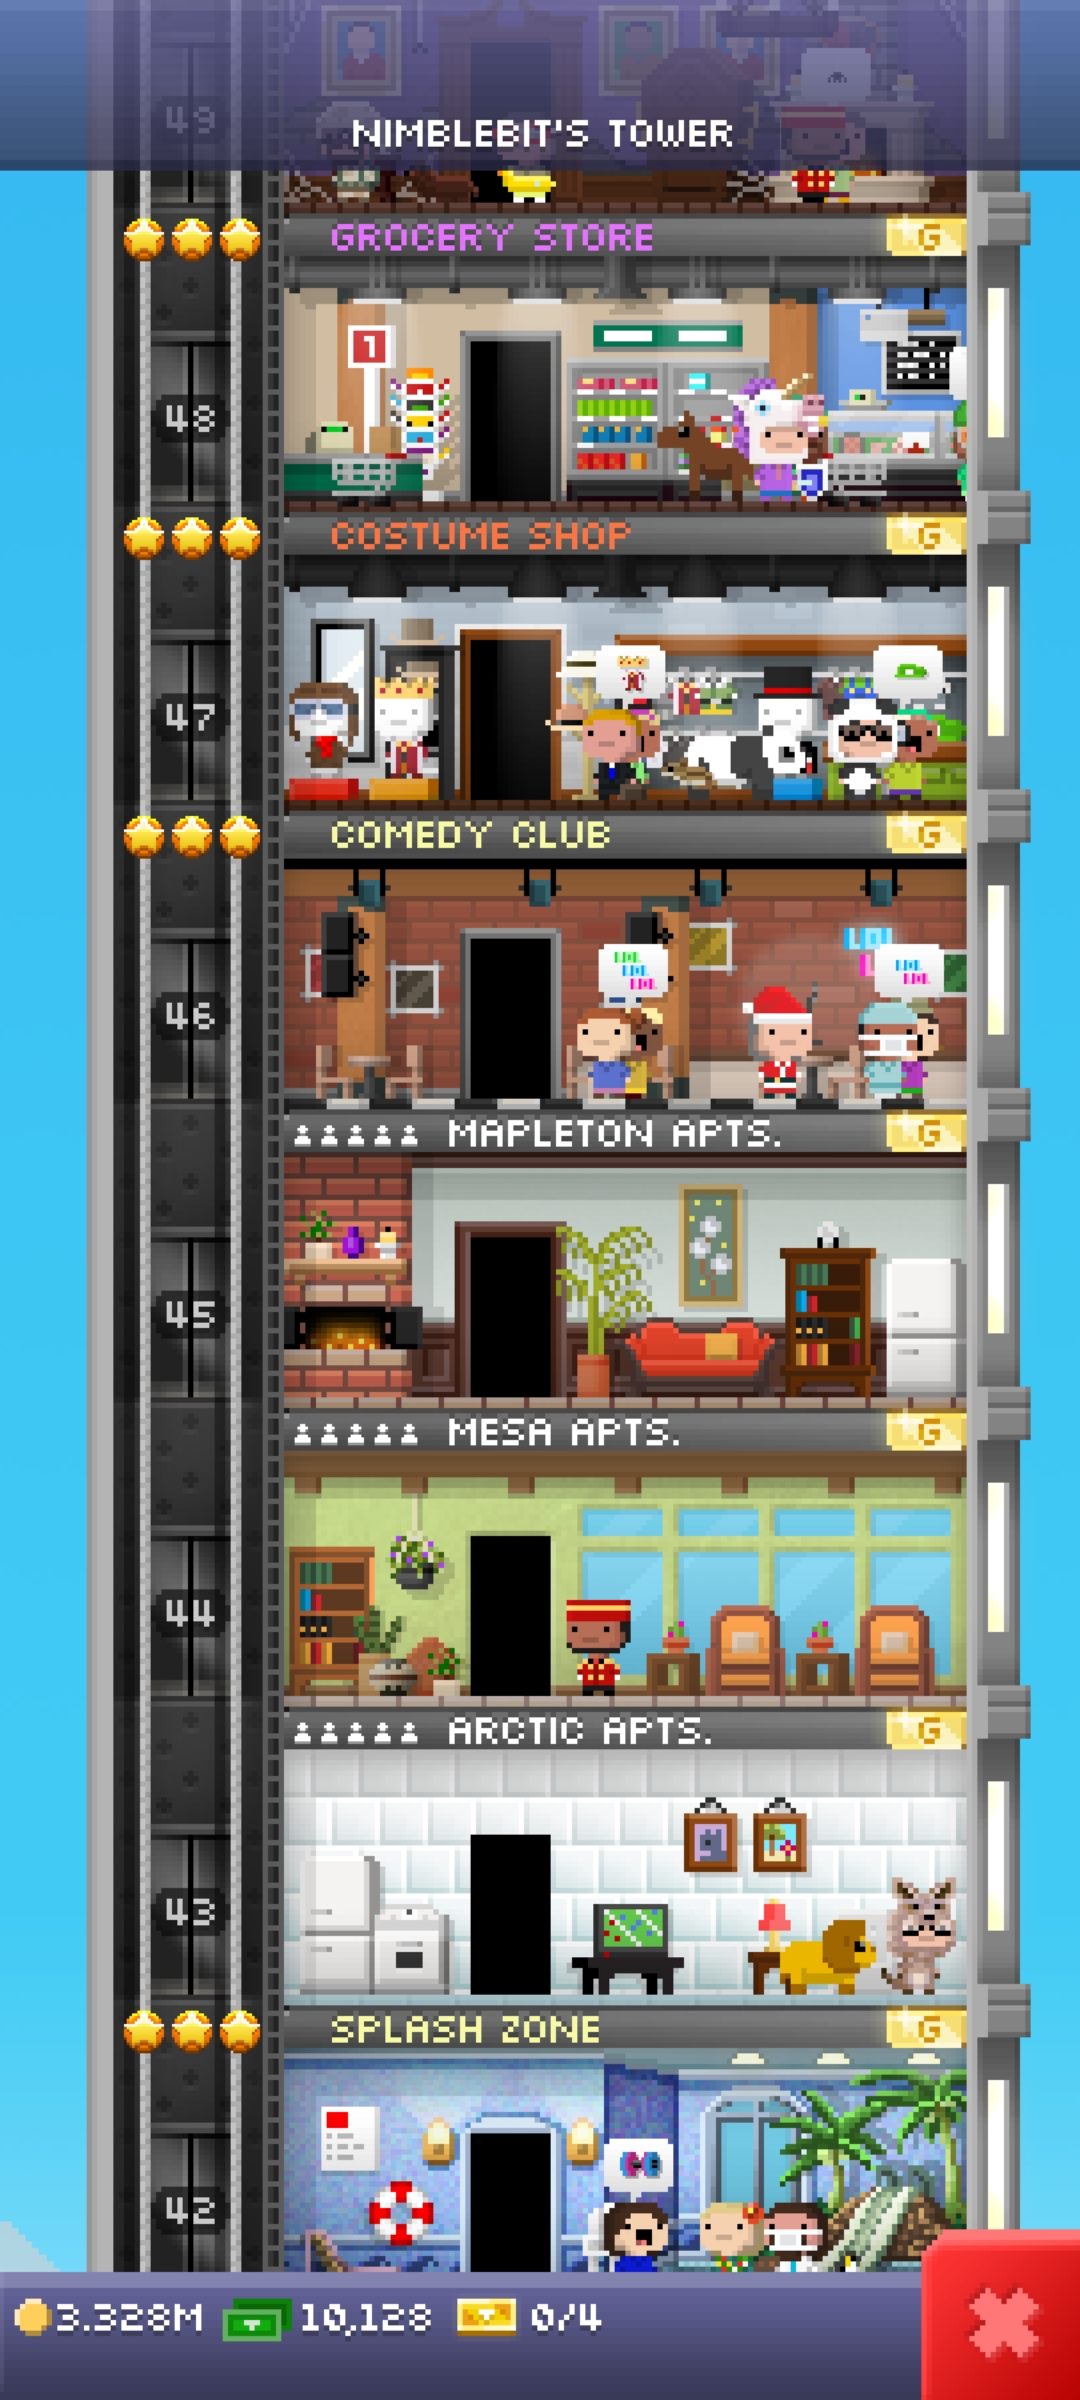 49
NIMBLEBIT'S TOWER
GROCERY STORE G
1
48
COSTUME SHOP G
47
COMEDY CLUB G
LOL
LOL
LOL
LOL
LOL
LOL
46
MAPLETON APTS. G
45
MESA APTS. G
44
ARCTIC APTS. G
43
SPLASH ZONE G
42
3.328M 10,128 0/4